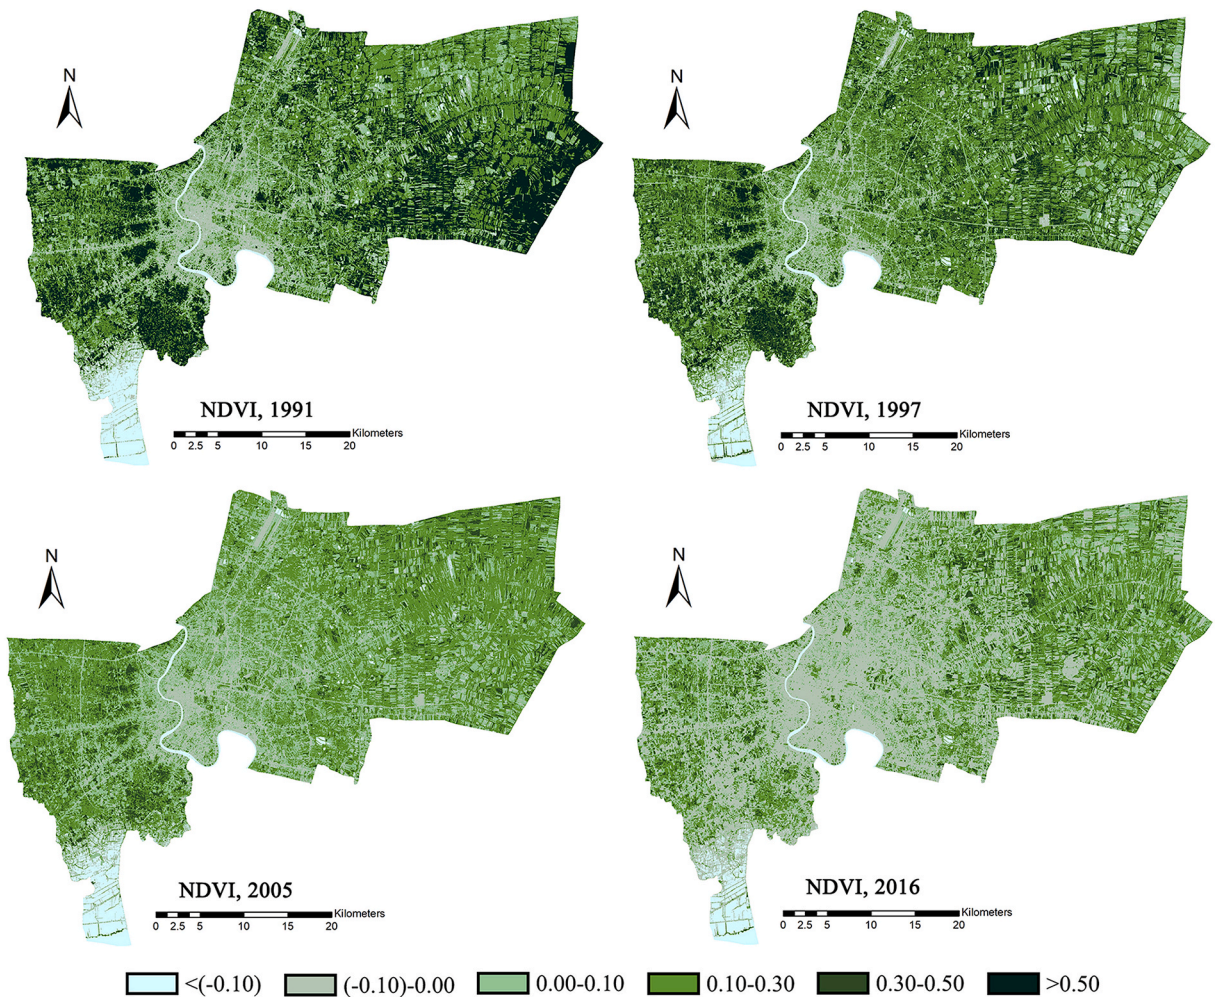 N
N
NDVI, 1991
Kilometers
0 2.5 5 10 15 20
NDVI, 1997
Kilometers
0 2.5 5 10 15 20
N
N
NDVI, 2005
Kilometers
0 2.5 5 10 15 20
NDVI, 2016
Kilometers
0 2.5 5 10 15 20
<(-0.10) (-0.10)-0.00 0.00-0.10 0.10-0.30 0.30-0.50 >0.50